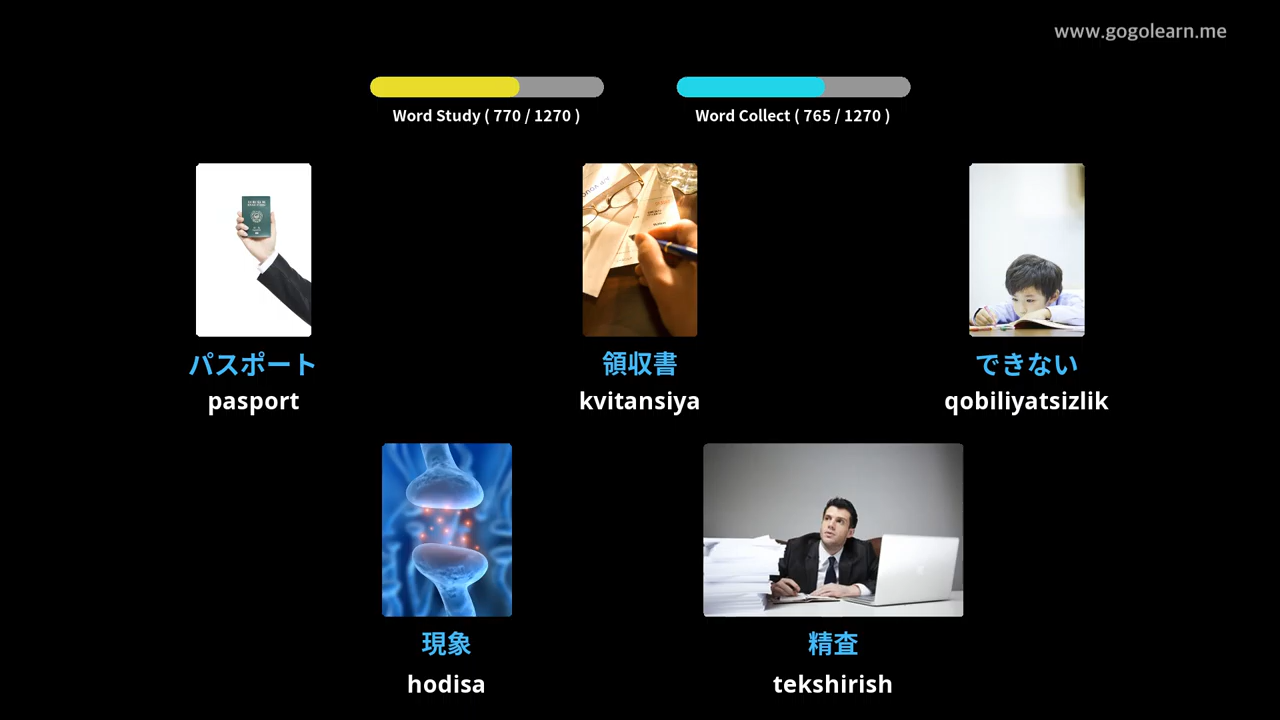 www.gogolearn.me
Word Study ( 770 / 1270 )
Word Collect ( 765 / 1270 )
パスポート
pasport
領収書
kvitansiya
できない
qobiliyatsizlik
現象
hodisa
精査
tekshirish